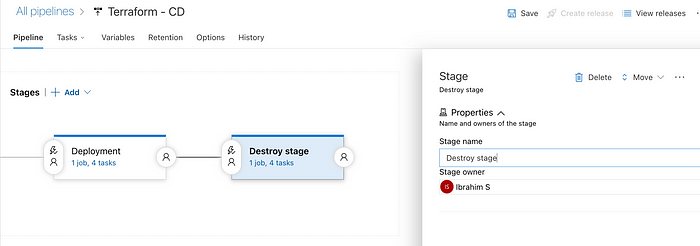 All pipelines > Terraform - CD
Save Create release View releases
Pipeline Tasks Variables Retention Options History
Stages | + Add
Deployment
1 job, 4 tasks
Destroy stage
1 job, 4 tasks
Stage
Delete Move ...
Destroy stage
Properties
Name and owners of the stage
Stage name
Destroy stage
Stage owner
IS Ibrahim S